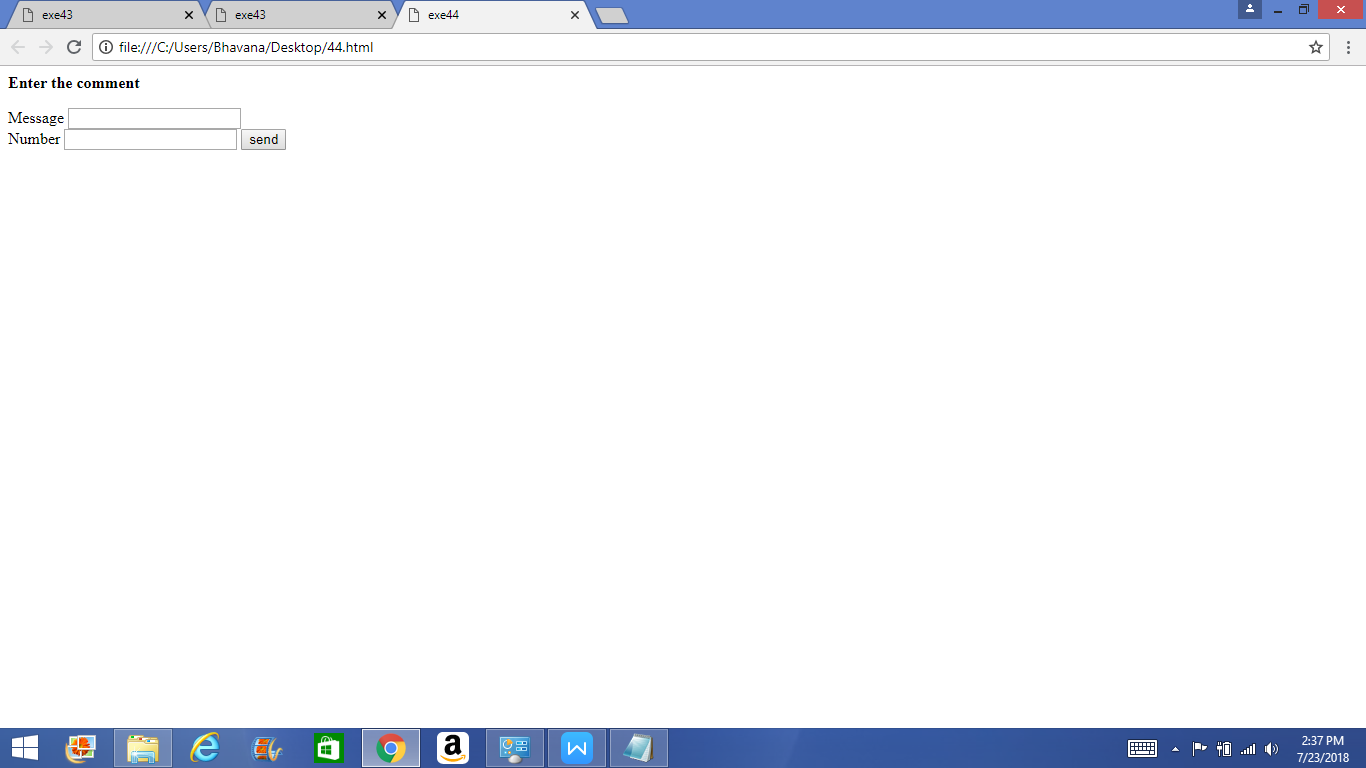 exe43
exe43
exe44
file:///C:/Users/Bhavana/Desktop/44.html
Enter the comment
Message
Number send
2:37 PM
7/23/2018